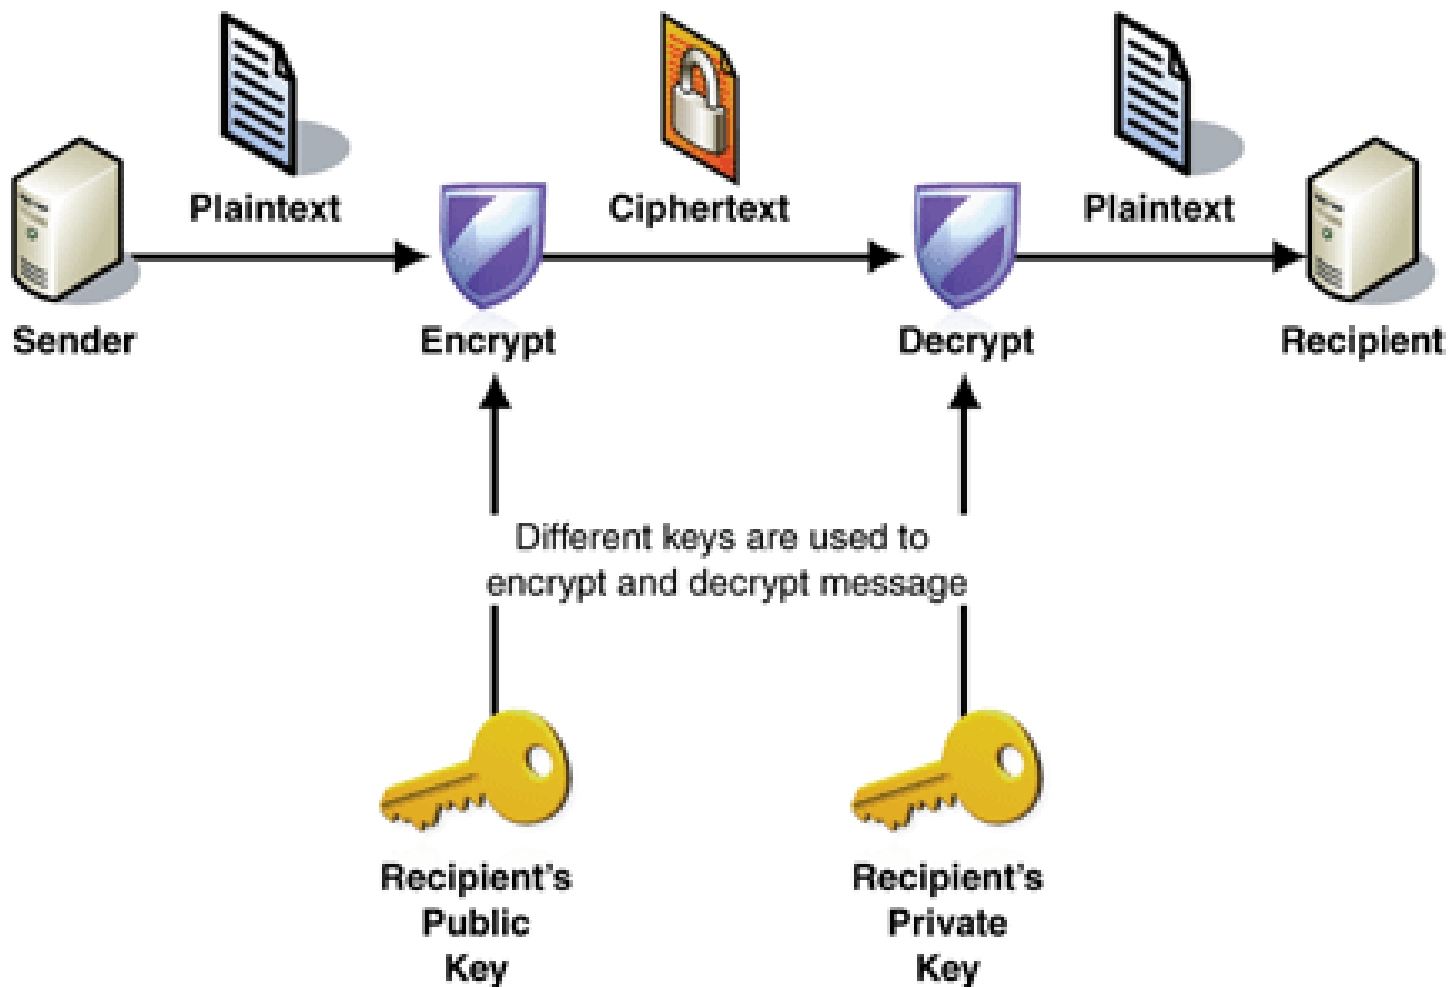 Plaintext
Ciphertext
Plaintext
Sender
Encrypt
Decrypt
Recipient
Different keys are used to
encrypt and decrypt message
Recipient's
Public
Key
Recipient's
Private
Key